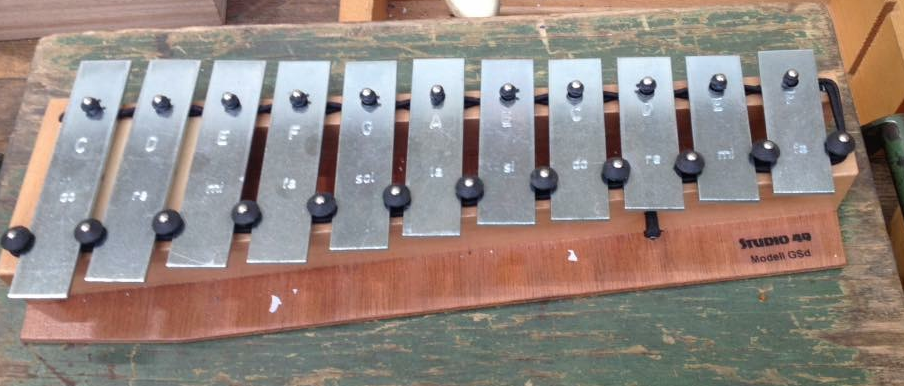 C D E F G A B C D E F
do re mi fa sol la si do re mi fa
STUDIO 49
Modell GSd